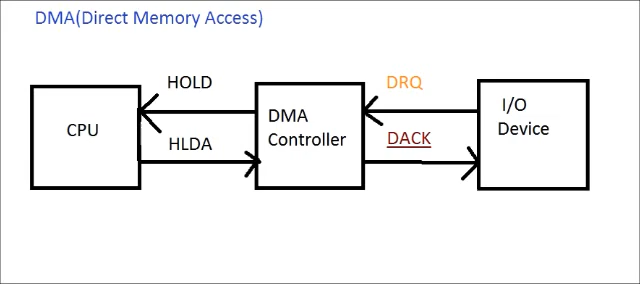 DMA(Direct Memory Access)
HOLD
DRQ
CPU
DMA
Controller
I/O
Device
HLDA
DACK